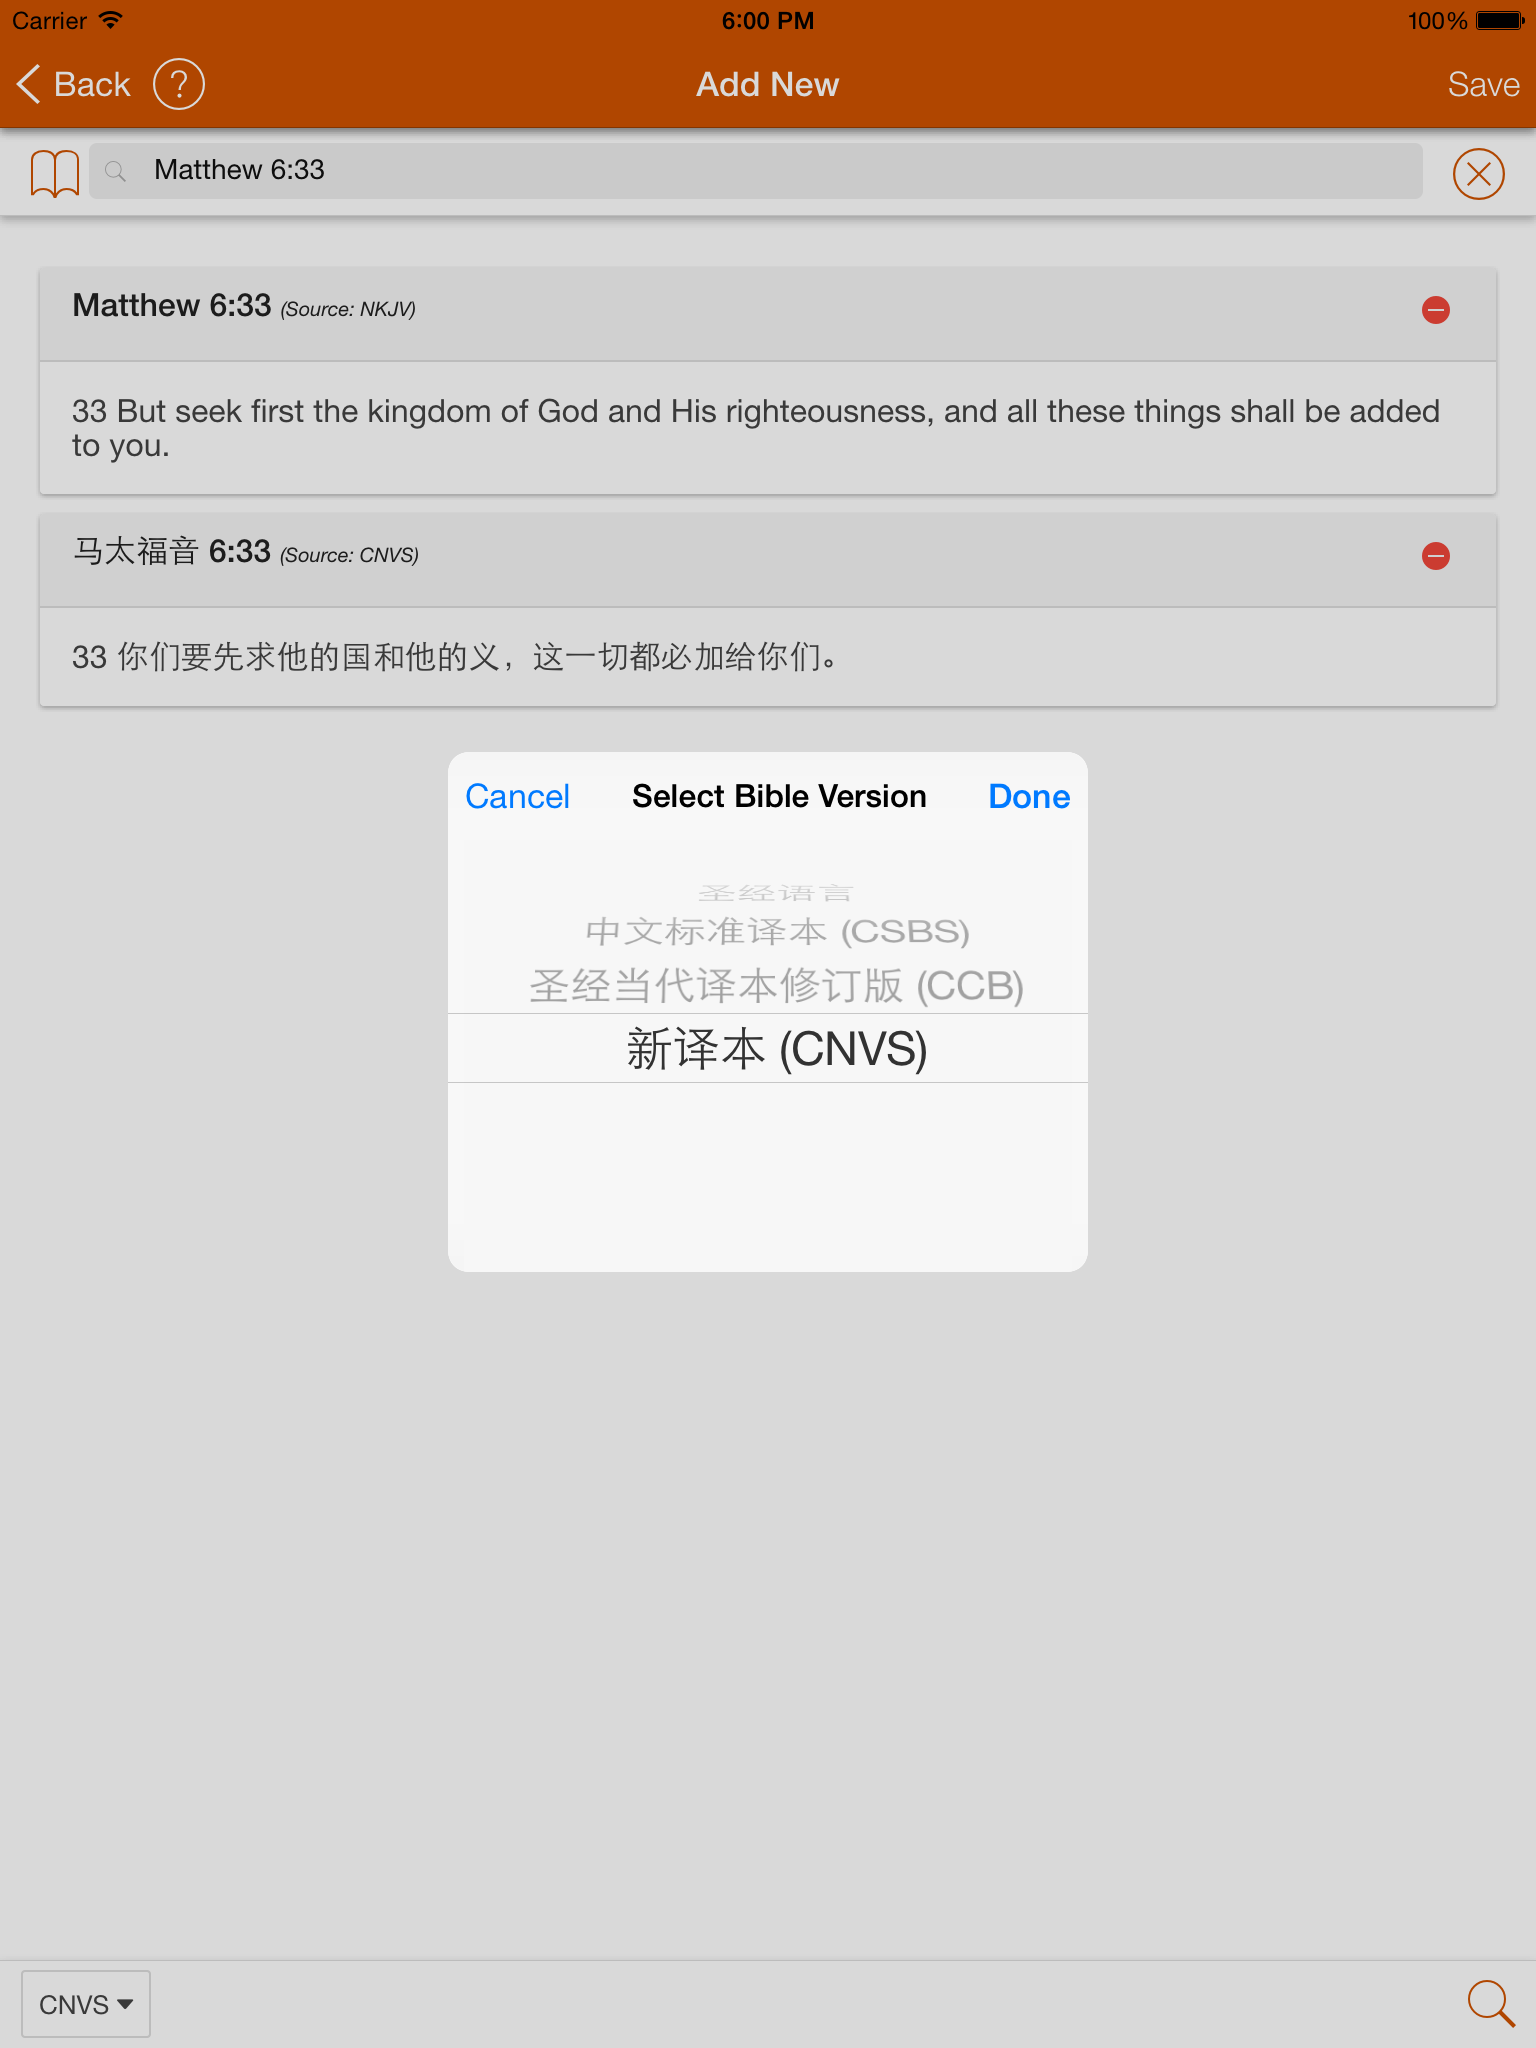 Carrier 6:00 PM 100%
Back ? Add New Save
Matthew 6:33
Matthew 6:33 (Source: NKJV)
33 But seek first the kingdom of God and His righteousness, and all these things shall be added
to you.
马太福音 6:33 (Source: CNVS)
33 你们要先求他的国和他的义，这一切都必加给你们。
Cancel Select Bible Version Done
圣经语言
中文标准译本 (CSBS)
圣经当代译本修订版 (CCB)
新译本 (CNVS)
CNVS